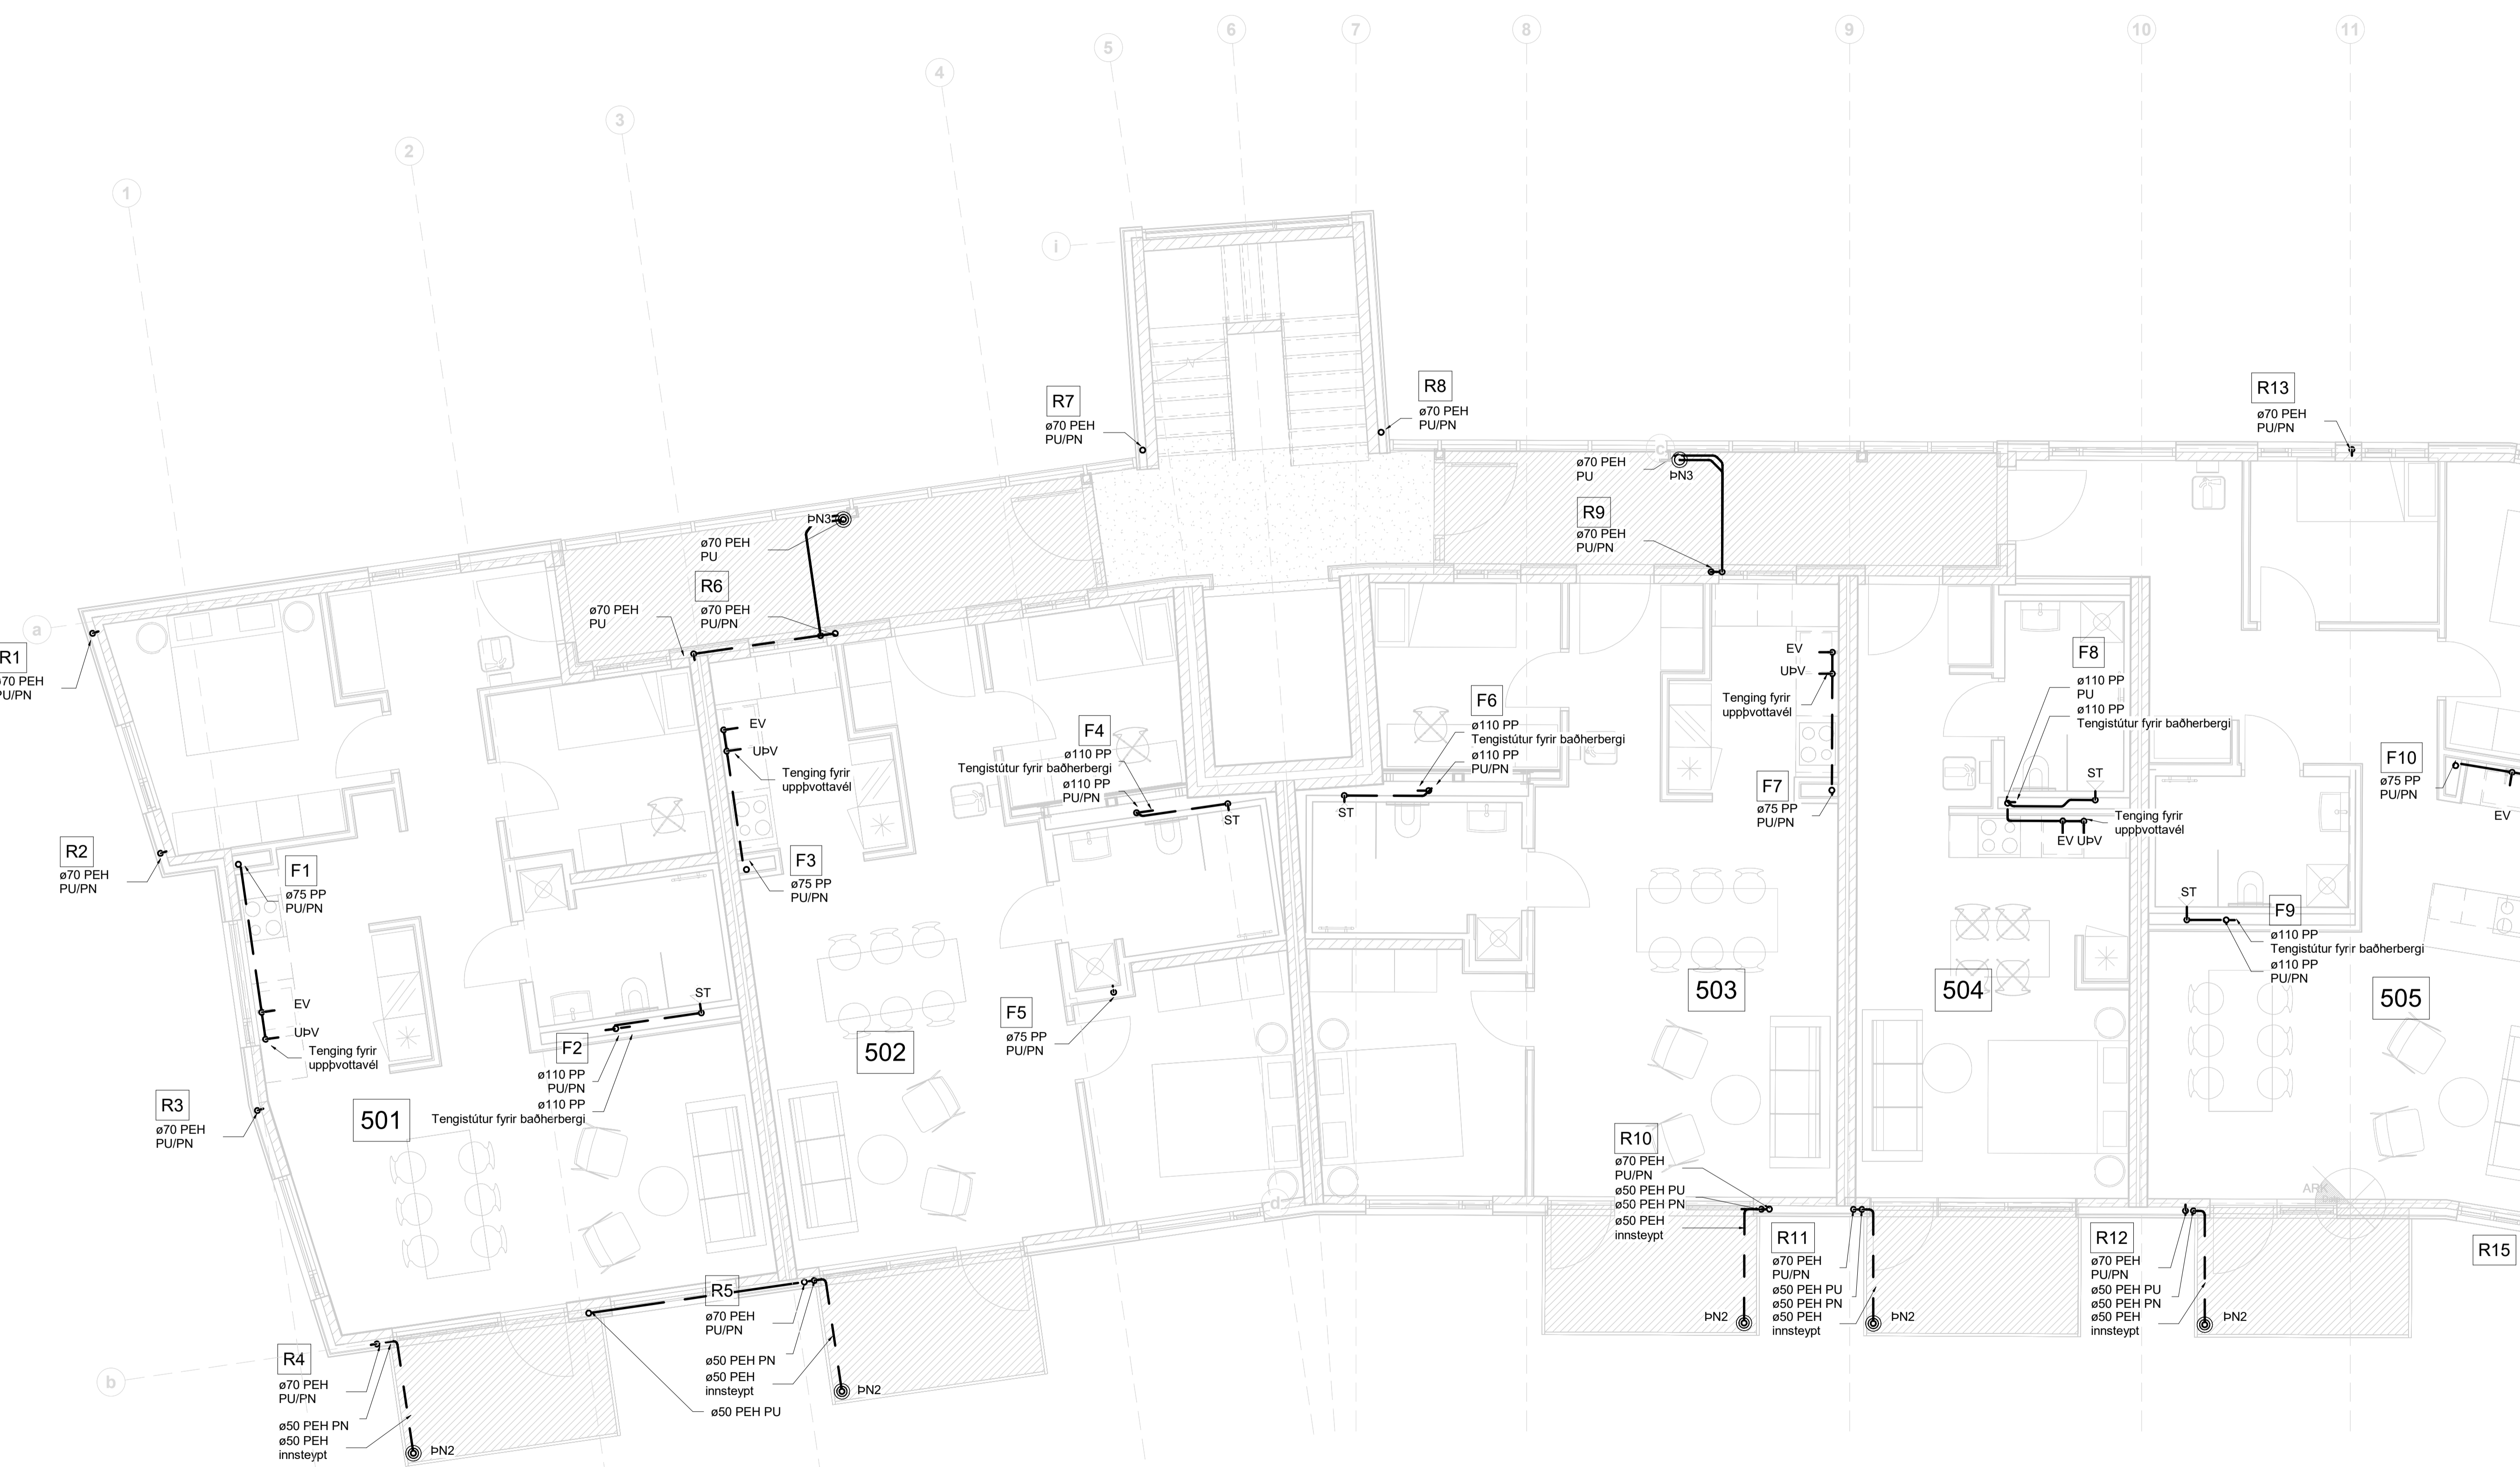 1
2
3
4
5
6
7
8
9
10
11
i
c
a
b
d
R7
ø70 PEH
PU/PN
R8
ø70 PEH
PU/PN
R13
ø70 PEH
PU/PN
ø70 PEH
PU
ÞN3
R9
ø70 PEH
PU/PN
ÞN3
ø70 PEH
PU
R6
ø70 PEH
PU/PN
ø70 PEH
PU
R1
ø70 PEH
PU/PN
R2
ø70 PEH
PU/PN
F1
ø75 PP
PU/PN
EV
UÞV
Tenging fyrir
uppþvottavél
R3
ø70 PEH
PU/PN
501
F2
ø110 PP
PU/PN
ø110 PP
Tengistútur fyrir baðherbergi
ST
EV
UÞV
Tenging fyrir
uppþvottavél
F3
ø75 PP
PU/PN
502
F4
ø110 PP
Tengistútur fyrir baðherbergi
ø110 PP
PU/PN
ST
F5
ø75 PP
PU/PN
F6
ø110 PP
Tengistútur fyrir baðherbergi
ø110 PP
PU/PN
ST
EV
UÞV
Tenging fyrir
uppþvottavél
F7
ø75 PP
PU/PN
503
F8
ø110 PP
PU
ø110 PP
Tengistútur fyrir baðherbergi
ST
Tenging fyrir
uppþvottavél
EV UÞV
504
ST
F9
ø110 PP
Tengistútur fyrir baðherbergi
ø110 PP
PU/PN
505
F10
ø75 PP
PU/PN
EV
R4
ø70 PEH
PU/PN
ø50 PEH PN
ø50 PEH
innsteypt
ÞN2
R5
ø70 PEH
PU/PN
ø50 PEH PN
ø50 PEH
innsteypt
ø50 PEH PU
ÞN2
R10
ø70 PEH
PU/PN
ø50 PEH PU
ø50 PEH PN
ø50 PEH
innsteypt
ÞN2
R11
ø70 PEH
PU/PN
ø50 PEH PU
ø50 PEH PN
ø50 PEH
innsteypt
ÞN2
R12
ø70 PEH
PU/PN
ø50 PEH PU
ø50 PEH PN
ø50 PEH
innsteypt
ÞN2
ARK
R15